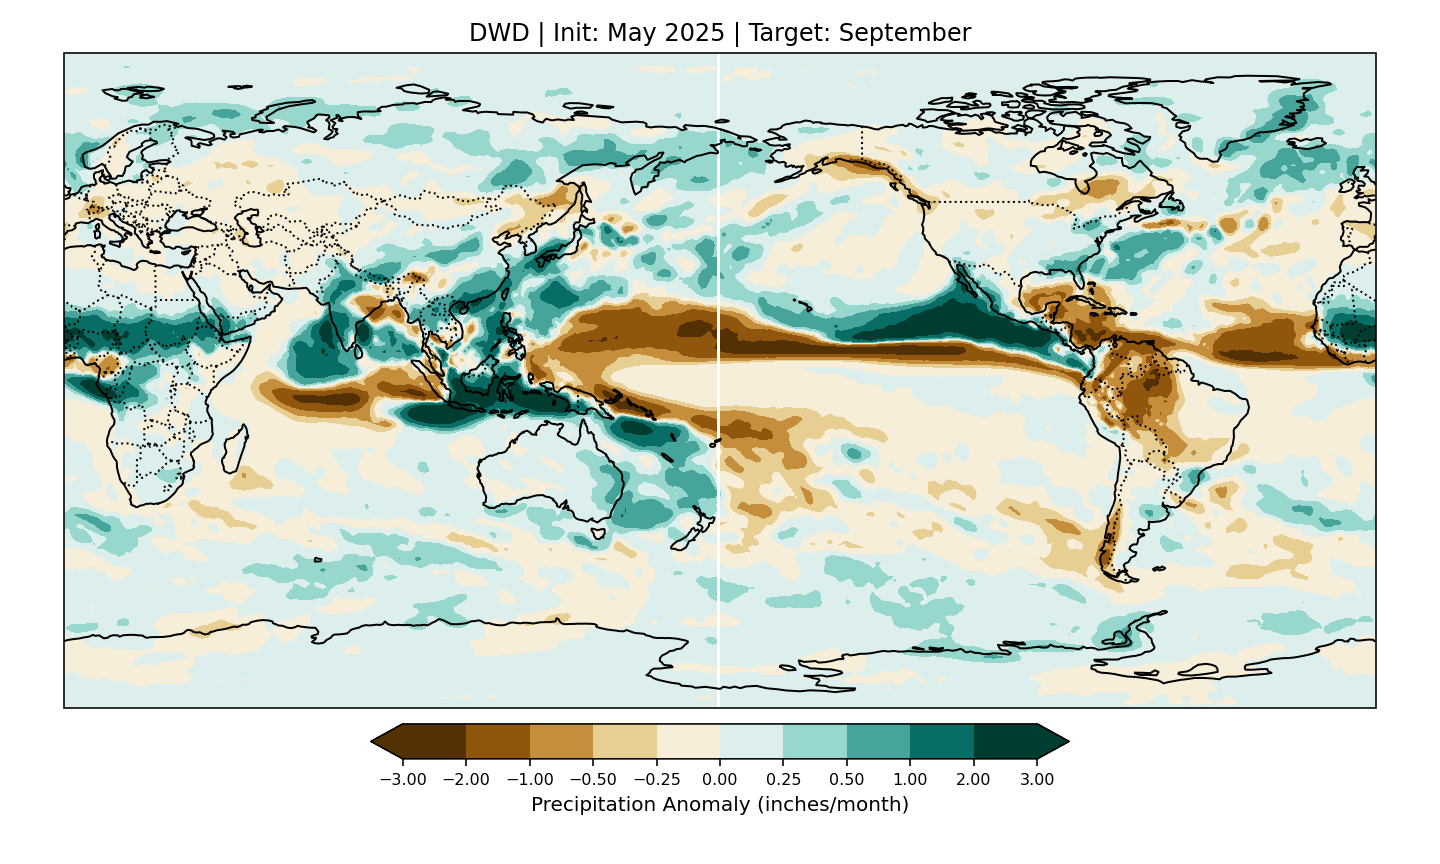 DWD | Init: May 2025 | Target: September
−3.00 −2.00 −1.00 −0.50 −0.25 0.00 0.25 0.50 1.00 2.00 3.00
Precipitation Anomaly (inches/month)